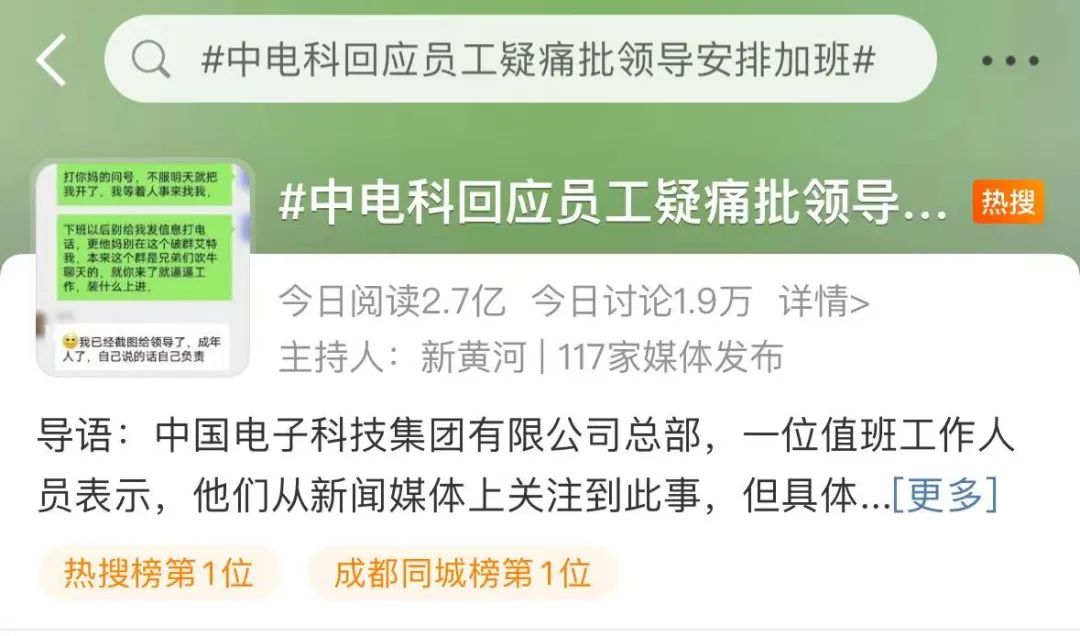 #中电科回应员工疑痛批领导安排加班#
打你妈的问号，不服明天就把
我开了，我等着人事来找我，
下班以后别给我发信息打电
话，更他妈别在这个破群艾特
我，本来这个群是兄弟们吹牛
聊天的，就你来了就逼逼工
作，装什么上进，
我已经截图给领导了，成年
人了，自己说的话自己负责
#中电科回应员工疑痛批领导...
热搜
今日阅读2.7亿 今日讨论1.9万 详情>
主持人：新黄河 | 117家媒体发布
导语：中国电子科技集团有限公司总部，一位值班工作人
员表示，他们从新闻媒体上关注到此事，但具体...[更多]
热搜榜第1位 成都同城榜第1位